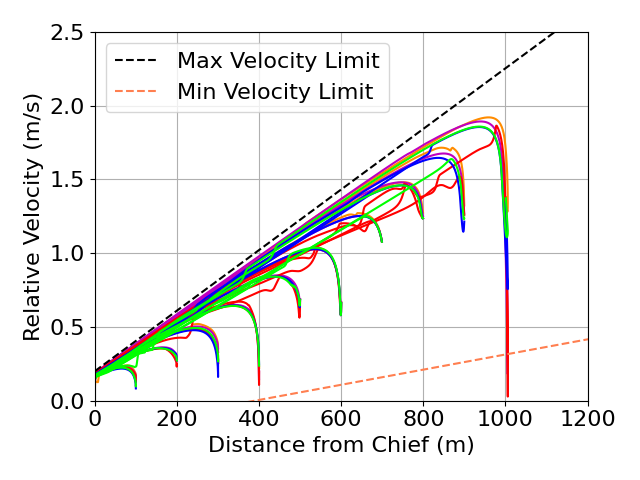 2.5
2.0
1.5
1.0
0.5
0.0
Relative Velocity (m/s)
Max Velocity Limit
Min Velocity Limit
0 200 400 600 800 1000 1200
Distance from Chief (m)